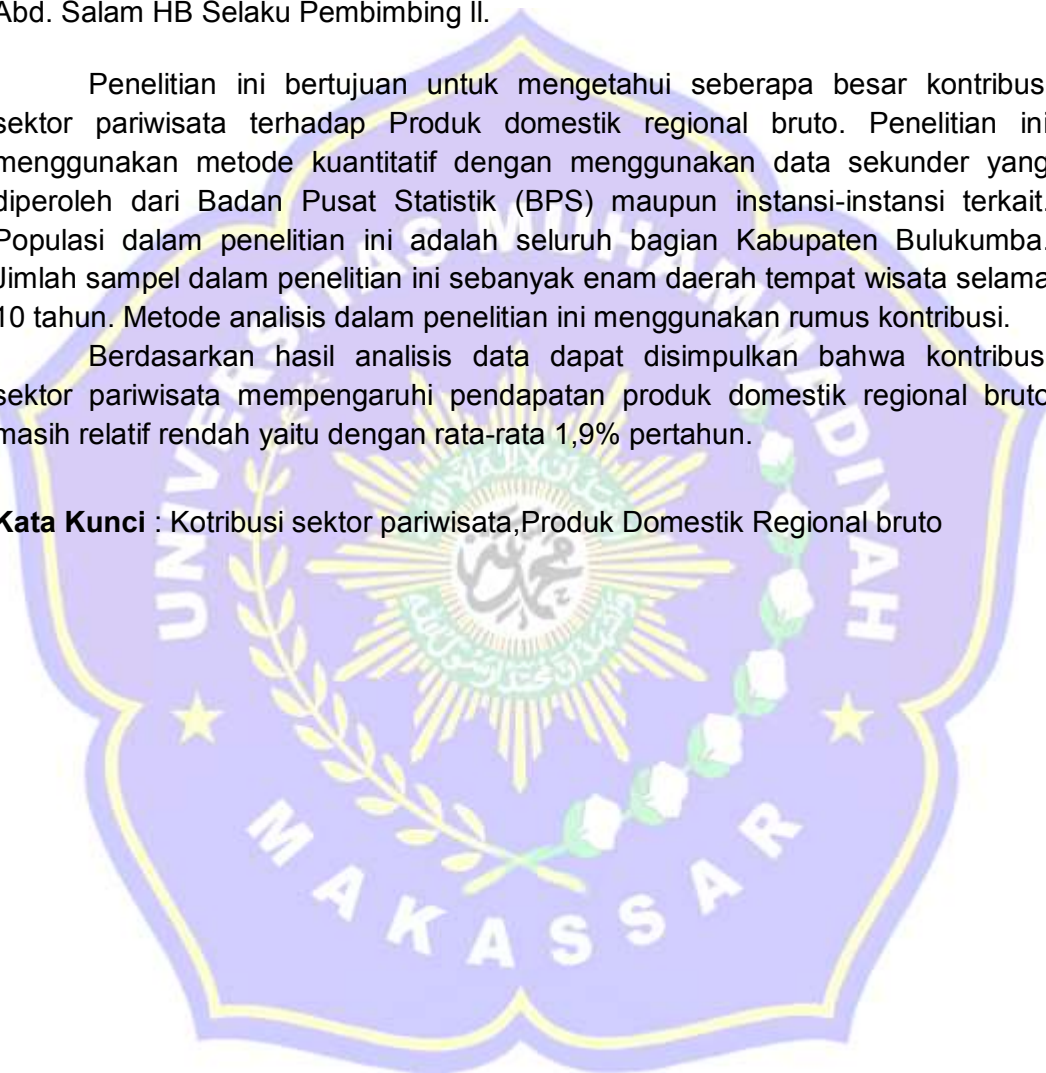 Abd. Salam HB Selaku Pembimbing II.
Penelitian ini bertujuan untuk mengetahui seberapa besar kontribus
sektor pariwisata terhadap Produk domestik regional bruto. Penelitian ini
menggunakan metode kuantitatif dengan menggunakan data sekunder yang
diperoleh dari Badan Pusat Statistik (BPS) maupun instansi-instansi terkait.
Populasi dalam penelitian ini adalah seluruh bagian Kabupaten Bulukumba.
Jimlah sampel dalam penelitian ini sebanyak enam daerah tempat wisata selama
10 tahun. Metode analisis dalam penelitian ini menggunakan rumus kontribusi.
Berdasarkan hasil analisis data dapat disimpulkan bahwa kontribus
sektor pariwisata mempengaruhi pendapatan produk domestik regional bruto
masih relatif rendah yaitu dengan rata-rata 1,9% pertahun.
Kata Kunci : Kotribusi sektor pariwisata,Produk Domestik Regional bruto
UNIVERSITAS MUHAMMADIYAH
MAKASSAR